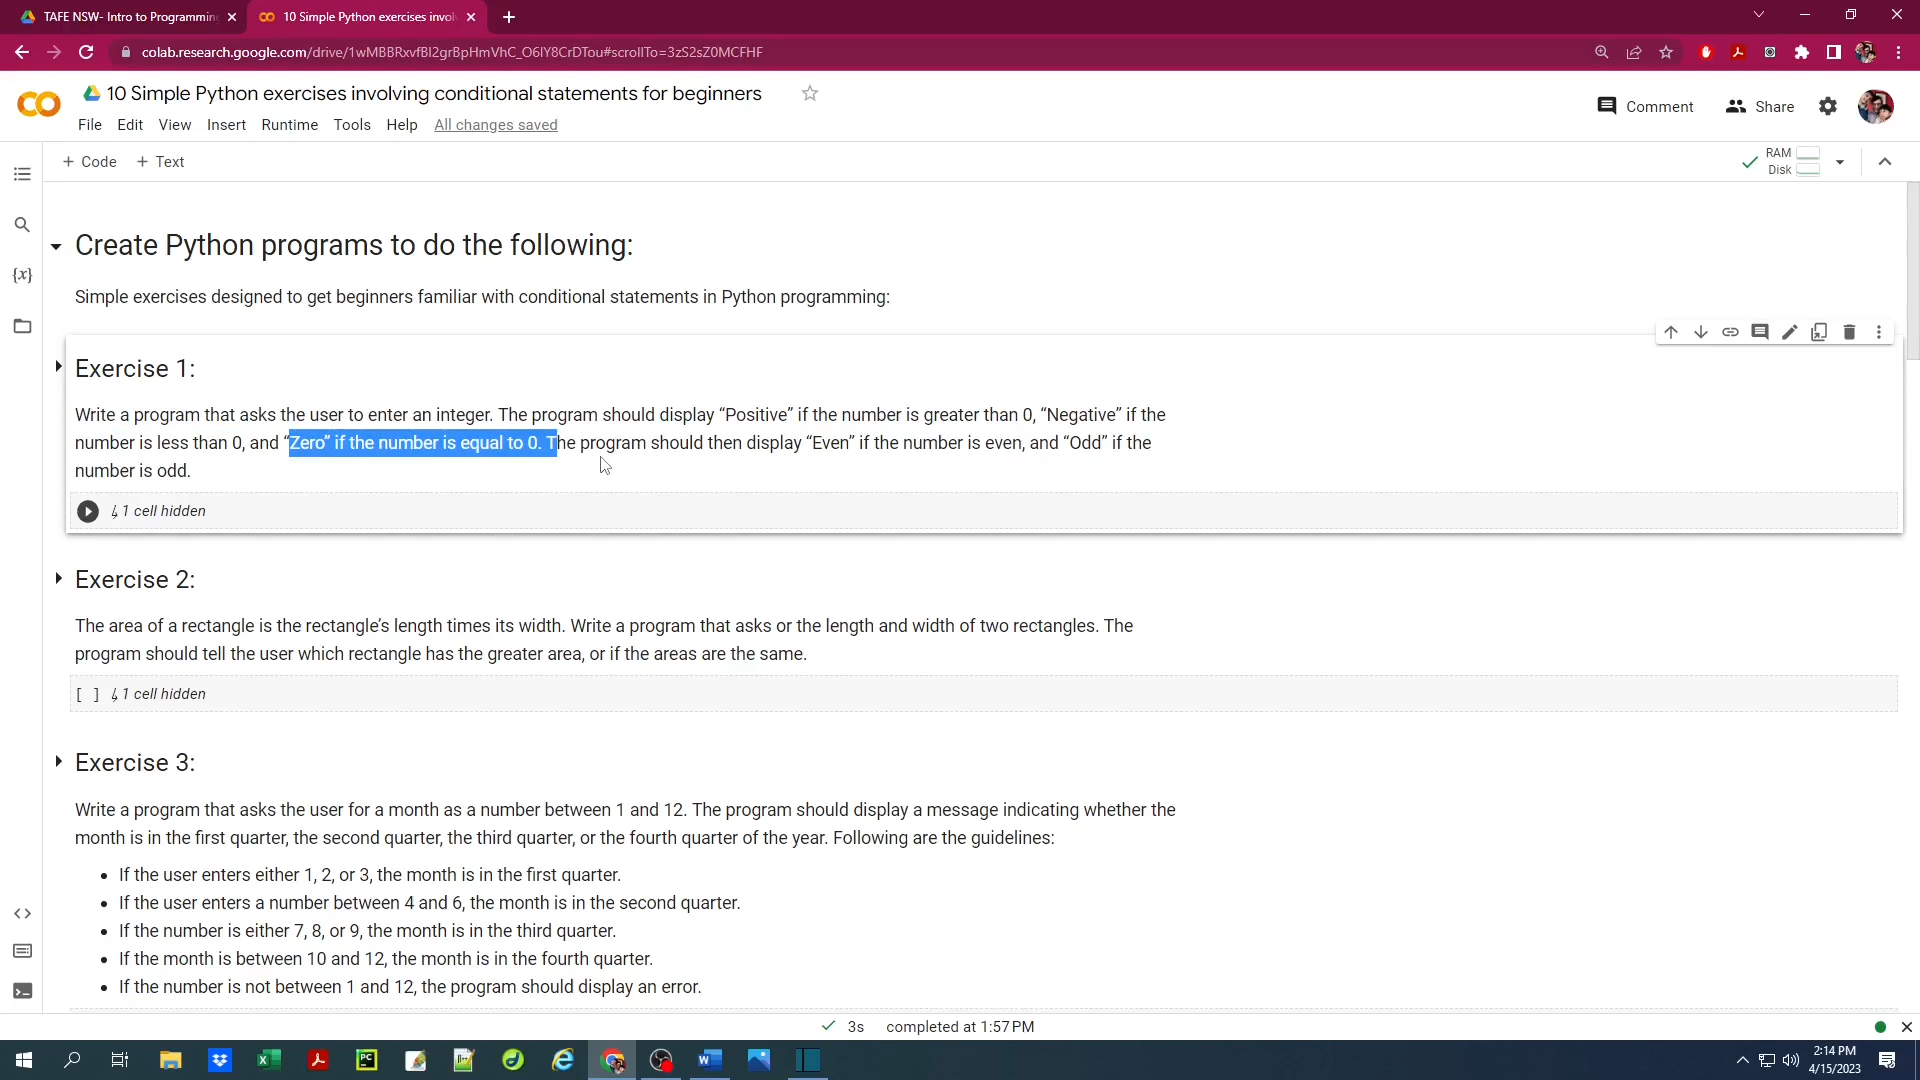 TAFE NSW- Intro to Programmin
10 Simple Python exercises invol
colab.research.google.com/drive/1wMBBRxvfBI2grBpHmVhC_O6lY8CrDTou#scrollTo=3zS2sZ0MCFHF
10 Simple Python exercises involving conditional statements for beginners
File Edit View Insert Runtime Tools Help All changes saved
Comment Share
+ Code + Text
RAM
Disk
Create Python programs to do the following:
Simple exercises designed to get beginners familiar with conditional statements in Python programming:
Exercise 1:
Write a program that asks the user to enter an integer. The program should display “Positive” if the number is greater than 0, “Negative” if the
number is less than 0, and “Zero” if the number is equal to 0. The program should then display “Even” if the number is even, and “Odd” if the
number is odd.
1 cell hidden
Exercise 2:
The area of a rectangle is the rectangle’s length times its width. Write a program that asks or the length and width of two rectangles. The
program should tell the user which rectangle has the greater area, or if the areas are the same.
[ ] 1 cell hidden
Exercise 3:
Write a program that asks the user for a month as a number between 1 and 12. The program should display a message indicating whether the
month is in the first quarter, the second quarter, the third quarter, or the fourth quarter of the year. Following are the guidelines:
• If the user enters either 1, 2, or 3, the month is in the first quarter.
• If the user enters a number between 4 and 6, the month is in the second quarter.
• If the number is either 7, 8, or 9, the month is in the third quarter.
• If the month is between 10 and 12, the month is in the fourth quarter.
• If the number is not between 1 and 12, the program should display an error.
3s completed at 1:57 PM
2:14 PM
4/15/2023